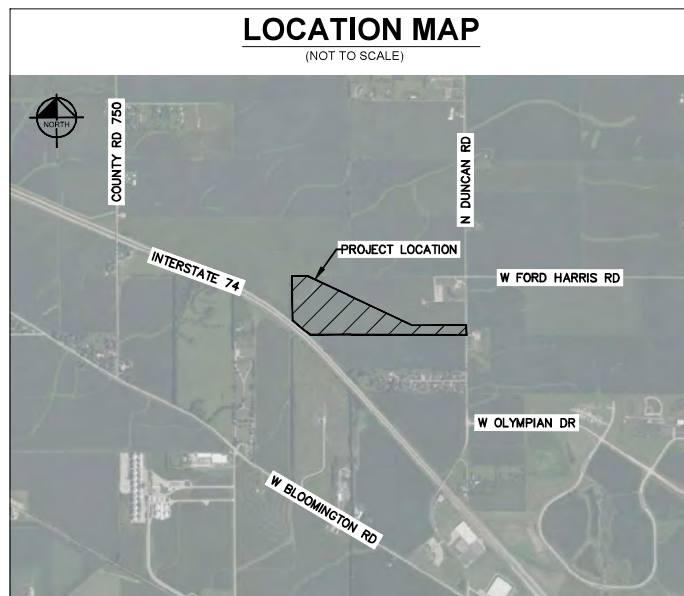 LOCATION MAP
(NOT TO SCALE)
NORTH
COUNTY RD 750
N DUNCAN RD
PROJECT LOCATION
INTERSTATE 74
W FORD HARRIS RD
W OLYMPIAN DR
W BLOOMINGTON RD